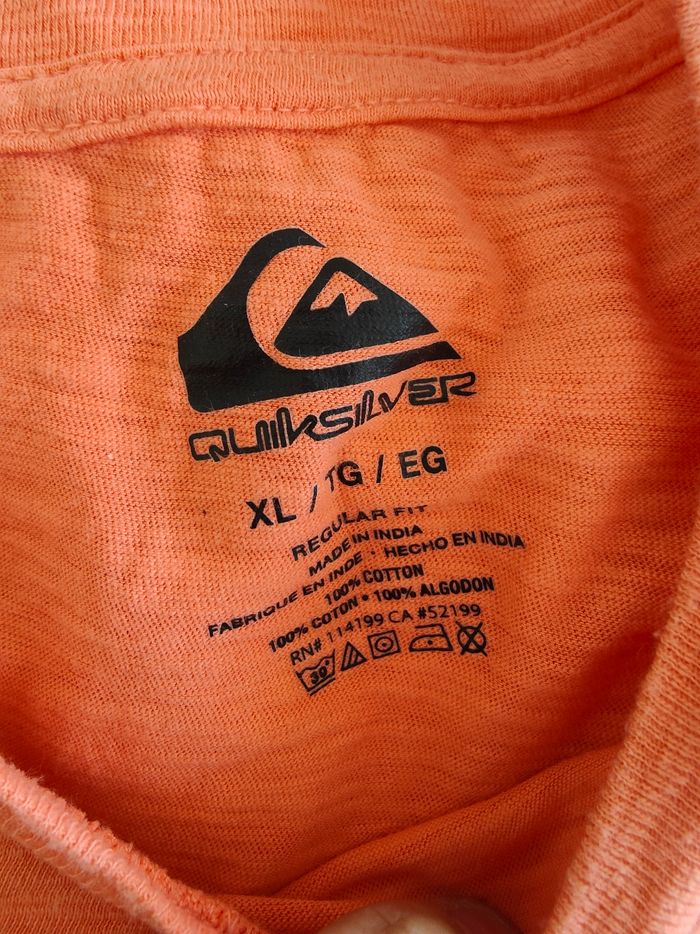 QUIKSILVER
XL / TG / EG
REGULAR FIT
MADE IN INDIA
FABRIQUE EN INDE • HECHO EN INDIA
100% COTTON
100% COTON • 100% ALGODON
RN# 114199 CA #52199
30